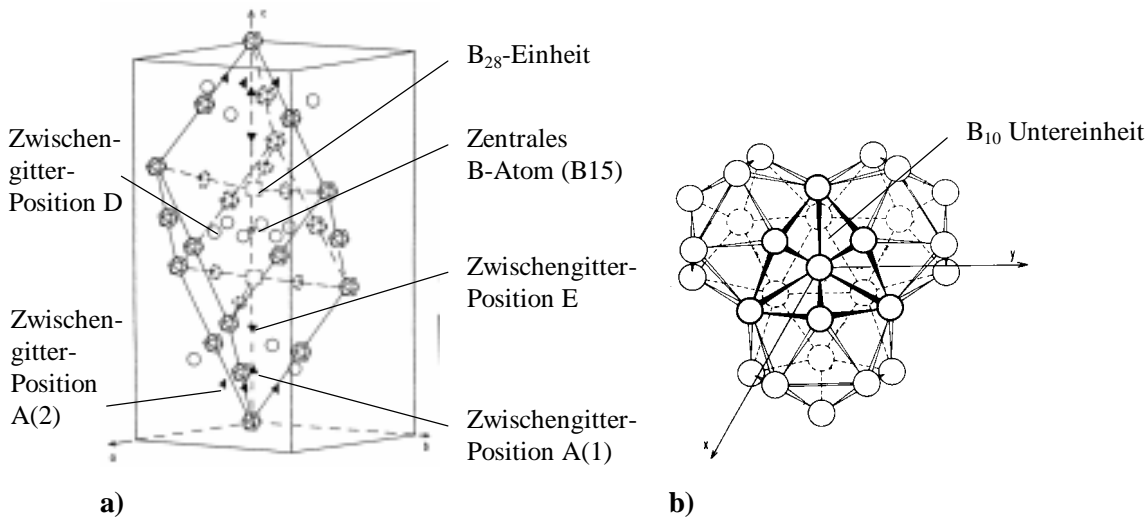 c
B₂₈-Einheit
Zwischen-
gitter-
Position D
Zentrales
B-Atom (B15)
Zwischengitter-
Position E
Zwischen-
gitter-
Position
A(2)
Zwischengitter-
Position A(1)
a)
B₁₀ Untereinheit
y
x
b)